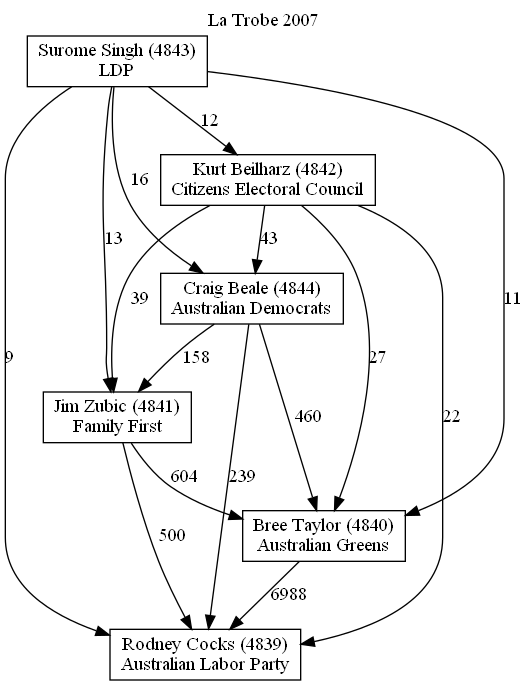 La Trobe 2007
Surome Singh (4843)
LDP
12
Kurt Beilharz (4842)
Citizens Electoral Council
16
13
39
43
Craig Beale (4844)
Australian Democrats
9
158
460
27
11
Jim Zubic (4841)
Family First
22
604
239
500
Bree Taylor (4840)
Australian Greens
6988
Rodney Cocks (4839)
Australian Labor Party